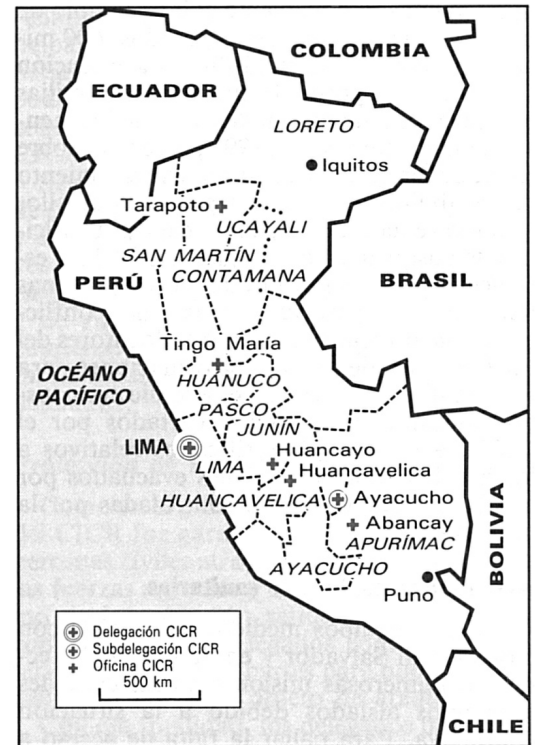 COLOMBIA
ECUADOR
LORETO
Iquitos
Tarapoto
UCAYALI
SAN MARTÍN
CONTAMANA
PERÚ
BRASIL
Tingo María
HUÁNUCO
OCÉANO
PACÍFICO
PASCO
JUNÍN
LIMA
LIMA
Huancayo
Huancavelica
HUANCAVELICA
Ayacucho
Abancay
APURÍMAC
AYACUCHO
Puno
BOLIVIA
Delegación CICR
Subdelegación CICR
Oficina CICR
500 km
CHILE